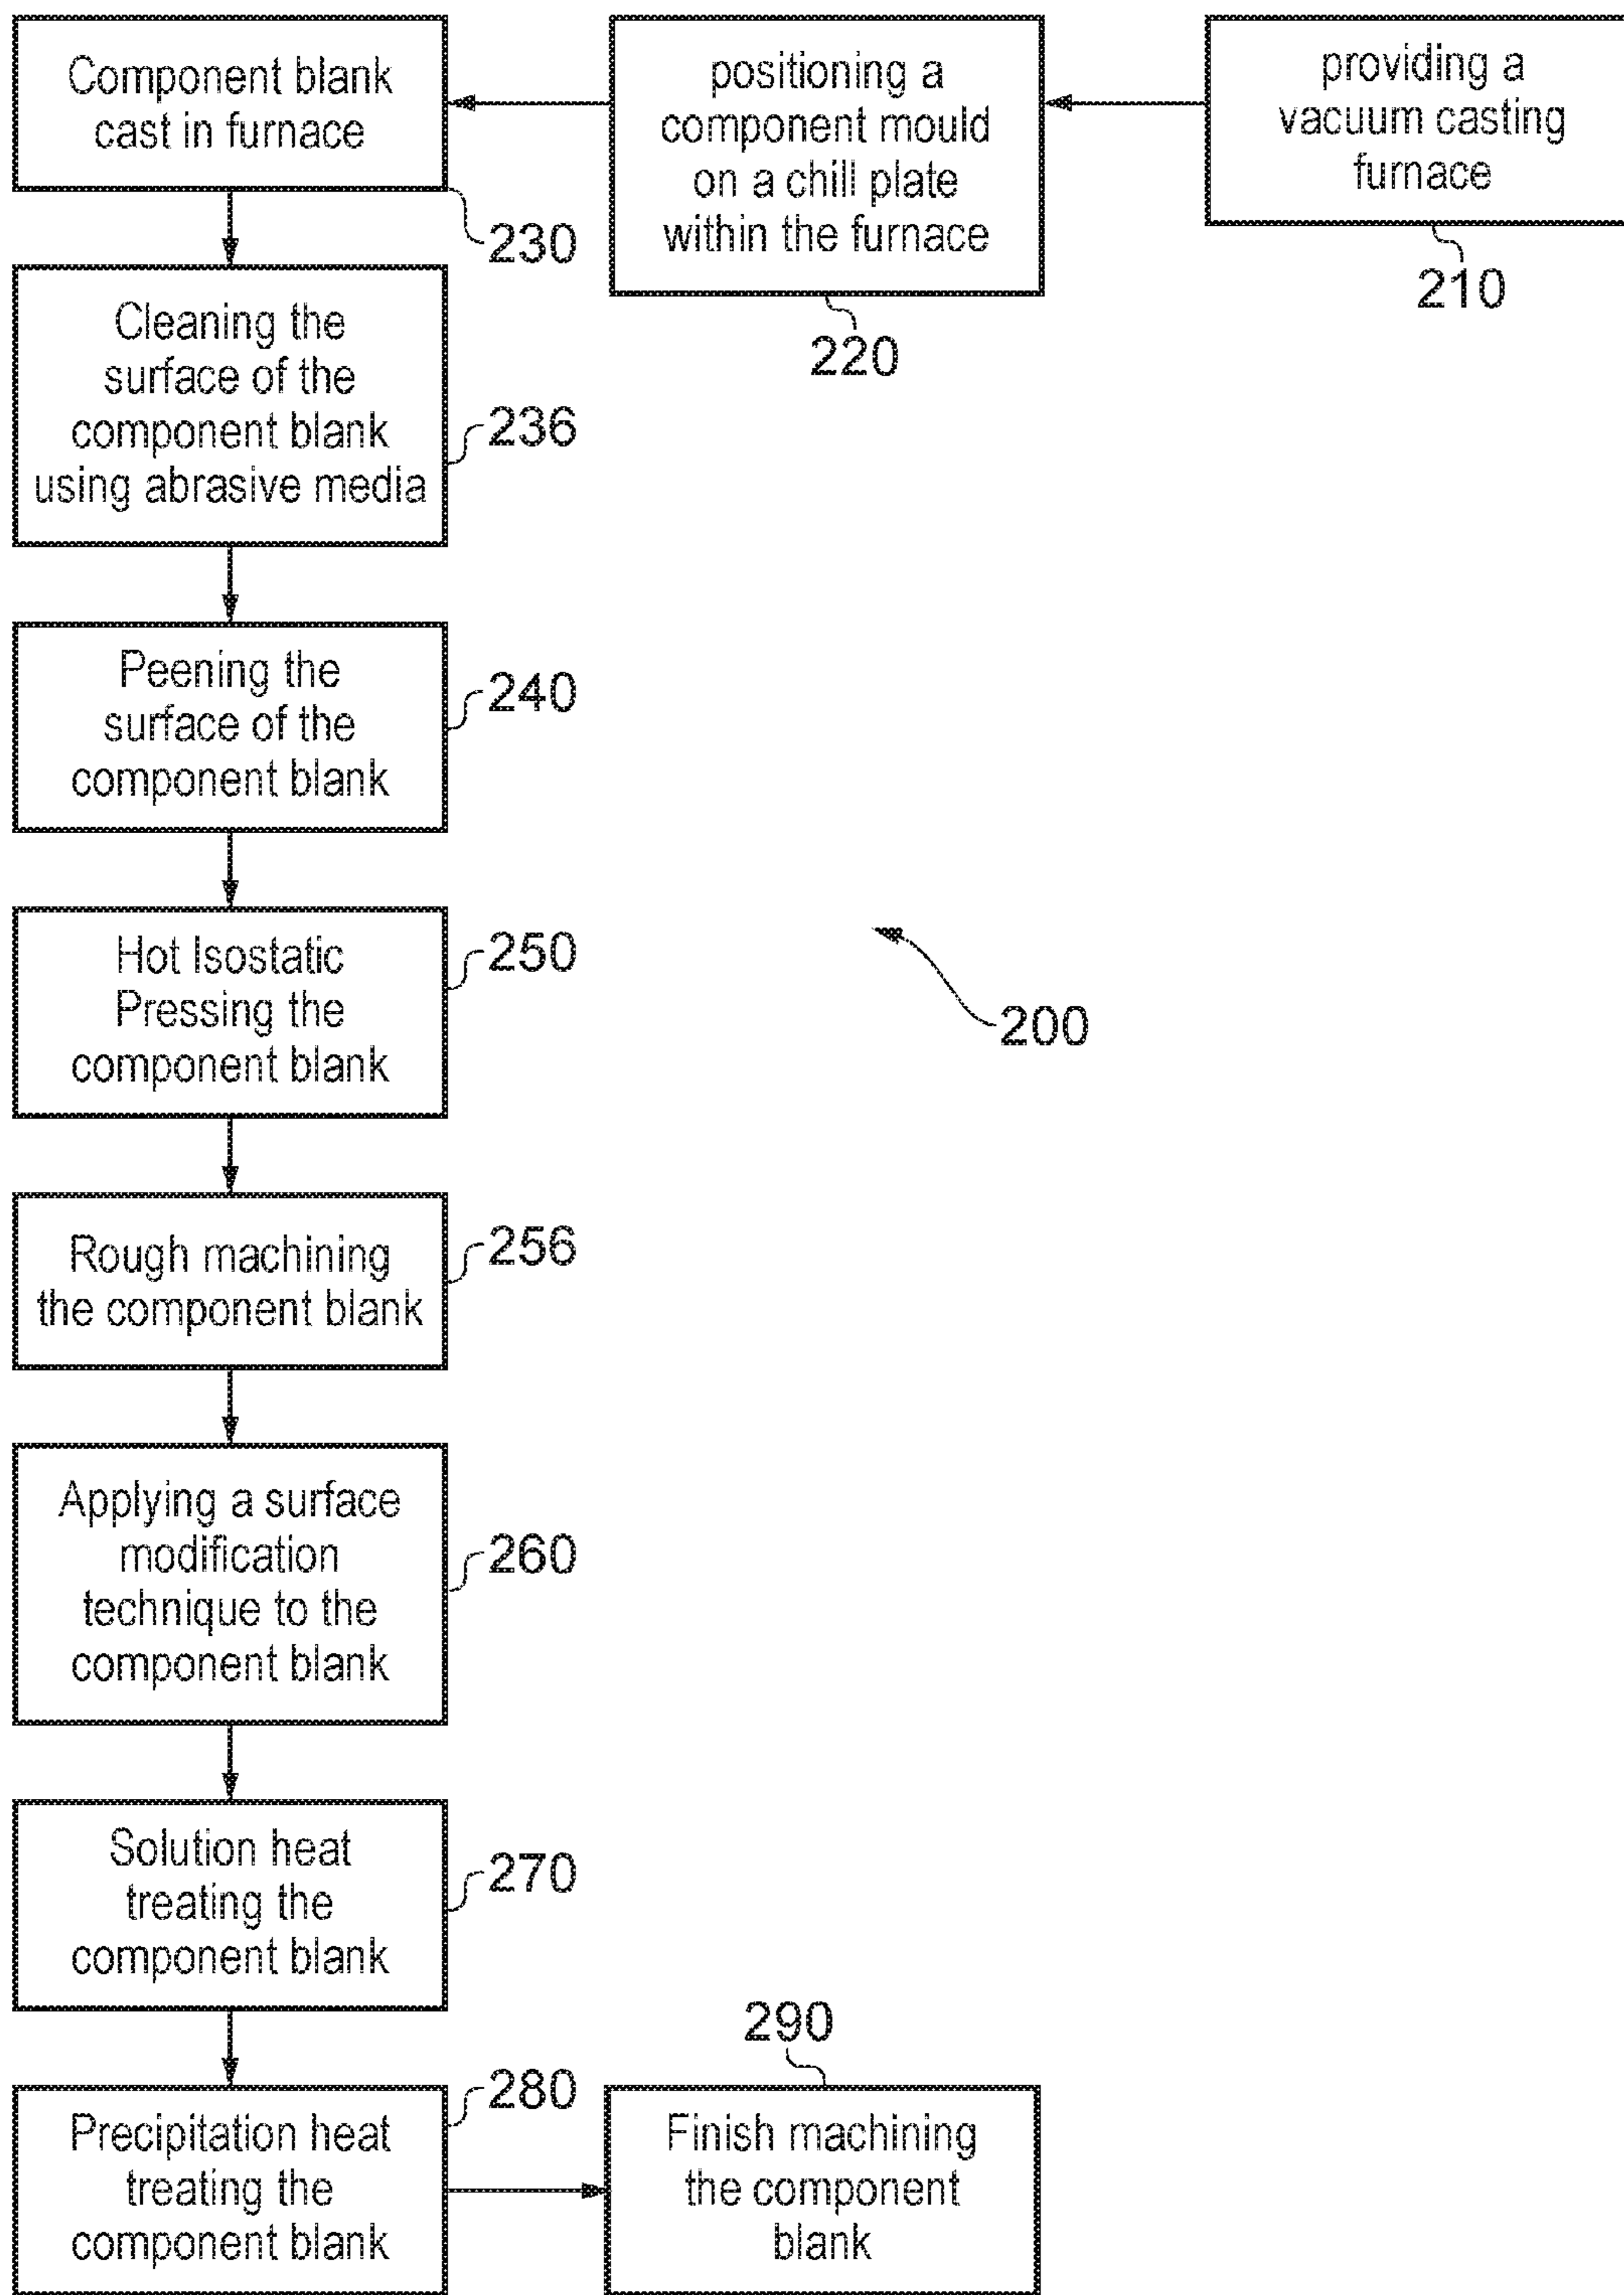 providing a
vacuum casting
furnace
210
positioning a
component mould
on a chill plate
within the furnace
220
Component blank
cast in furnace
230
Cleaning the
surface of the
component blank
using abrasive media
236
Peening the
surface of the
component blank
240
Hot Isostatic
Pressing the
component blank
250
200
Rough machining
the component blank
256
Applying a surface
modification
technique to the
component blank
260
Solution heat
treating the
component blank
270
Precipitation heat
treating the
component blank
280
290
Finish machining
the component
blank